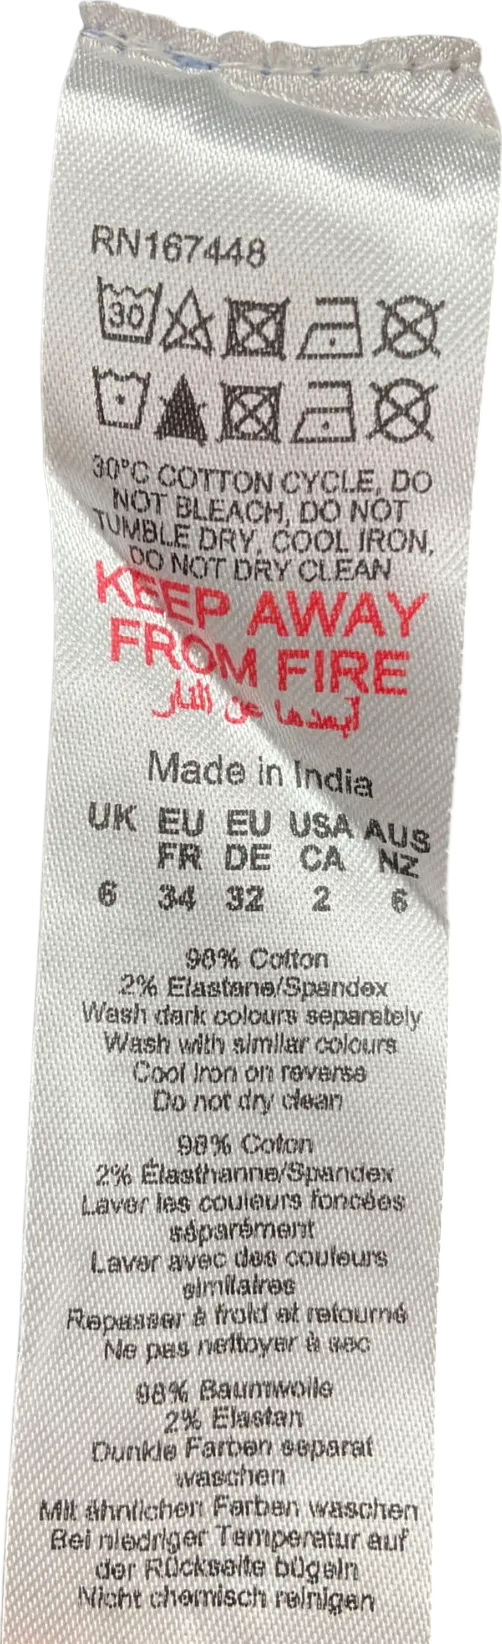 RN167448
30
30°C COTTON CYCLE, DO
NOT BLEACH, DO NOT
TUMBLE DRY, COOL IRON,
DO NOT DRY CLEAN
KEEP AWAY
FROM FIRE
أبعدها عن النار
Made in India
UK EU EU USA AUS
FR DE CA NZ
6 34 32 2 6
98% Cotton
2% Elastane/Spandex
Wash dark colours separately
Wash with similar colours
Cool iron on reverse
Do not dry clean
98% Coton
2% Élasthanne/Spandex
Laver les couleurs foncées
séparément
Laver avec des couleurs
similaires
Repasser à froid et retourné
Ne pas nettoyer à sec
98% Baumwolle
2% Elastan
Dunkle Farben separat
waschen
Mit ähnlichen Farben waschen
Bei niedriger Temperatur auf
der Rückseite bügeln
Nicht chemisch reinigen